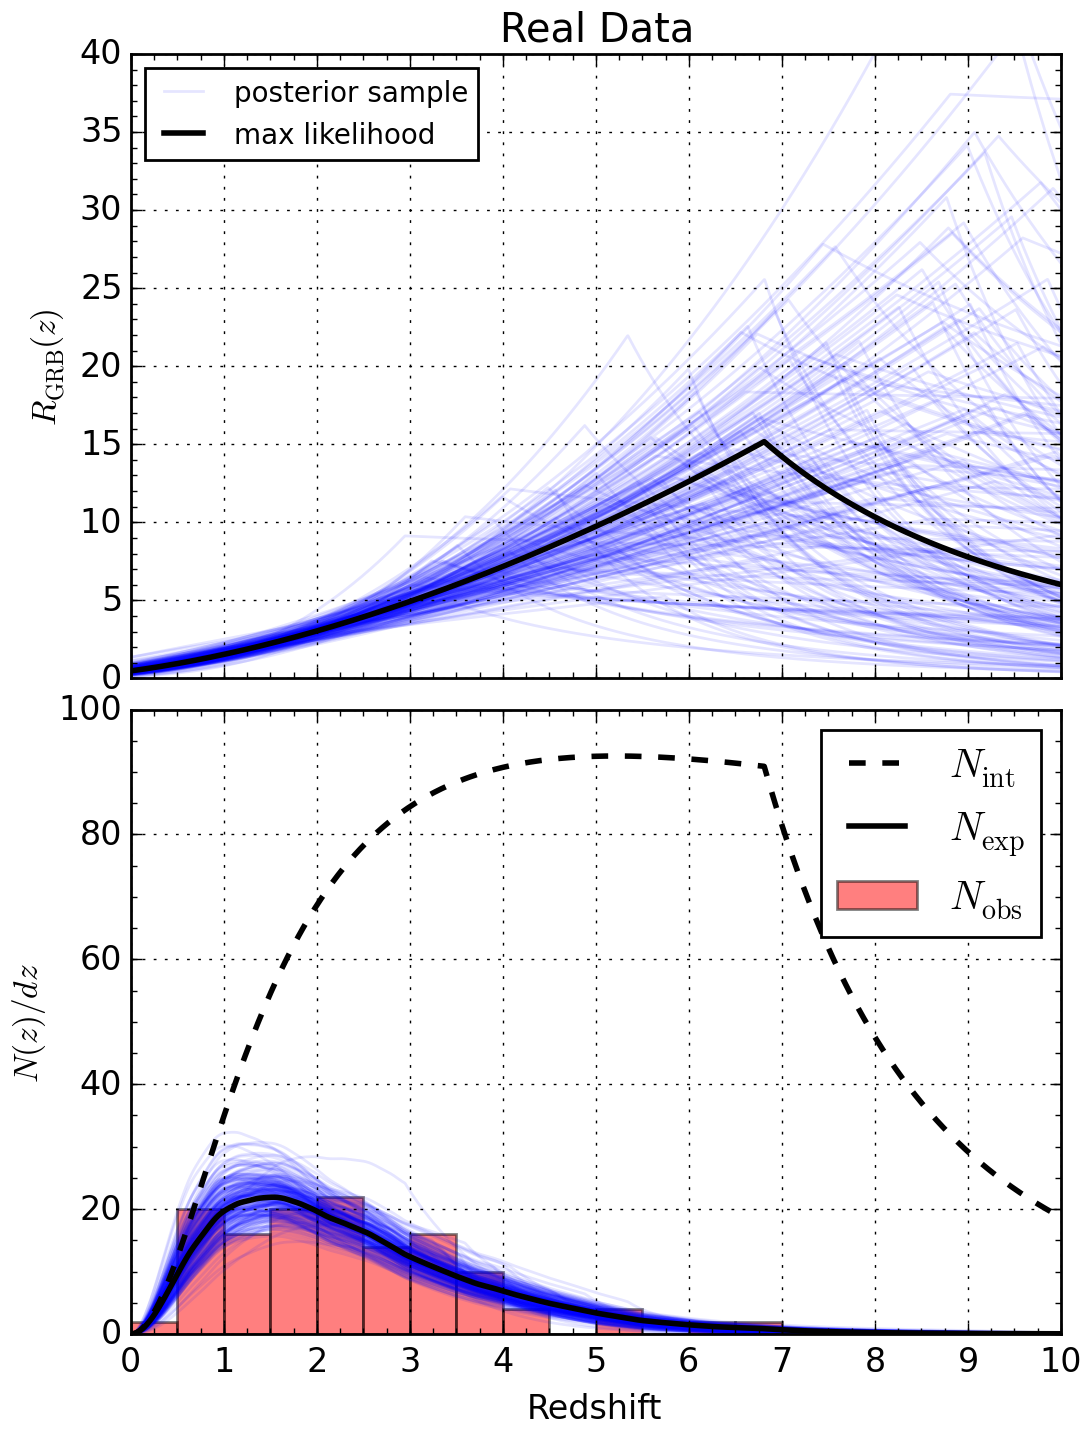 Real Data
40
35
30
25
20
15
10
5
0
R_GRB(z)
posterior sample
max likelihood
100
80
60
40
20
0
N(z)/dz
N_int
N_exp
N_obs
0 1 2 3 4 5 6 7 8 9 10
Redshift